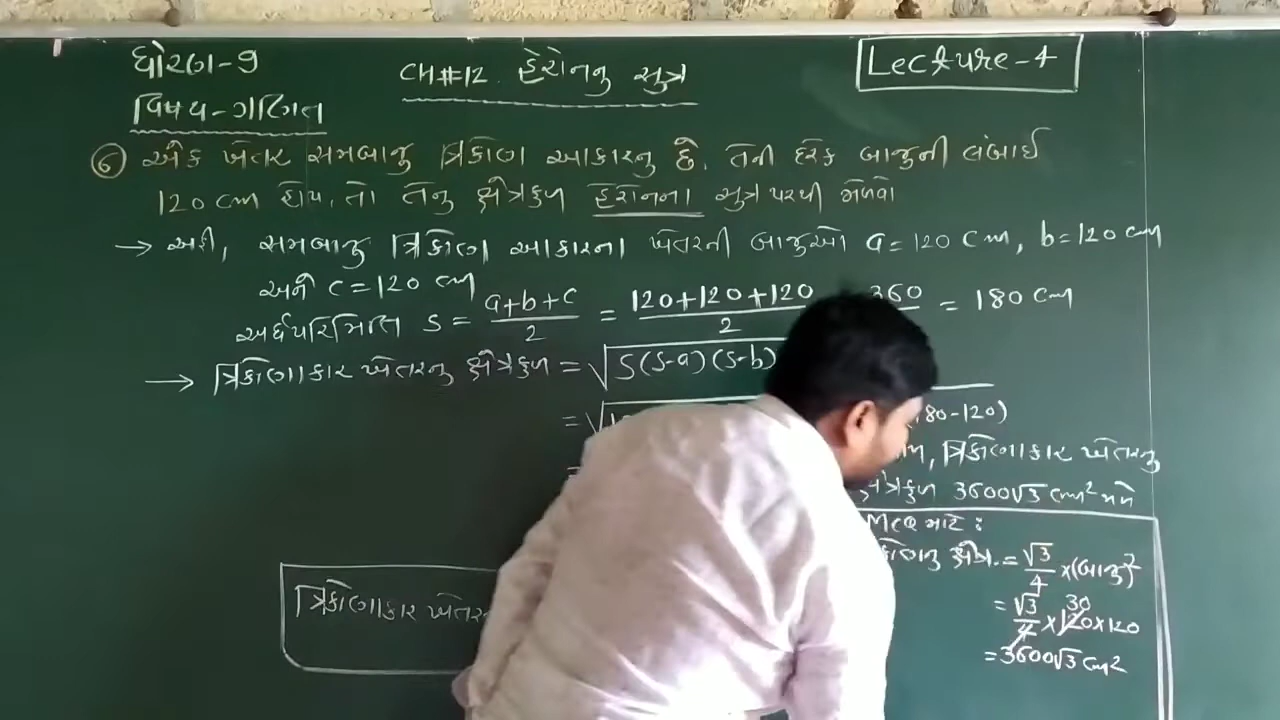 ધોરણ-9
CH#12. હેરોનનુ સુત્ર
Lecture-4
વિષય-ગણિત
૬ એક ખેતર સમબાજુ ત્રિકોણ આકારનુ છે. તેની દરેક બાજુની લંબાઈ
120 cm હોય, તો તેનુ ક્ષેત્રફળ હેરોનના સુત્ર પરથી મેળવો
→ અહી, સમબાજુ ત્રિકોણ આકારના ખેતરની બાજુઓ a = 120 cm, b = 120 cm
અને c = 120 cm
અર્ધપરિમિતિ s = a+b+c/2 = 120+120+120/2 360 = 180 cm
→ ત્રિકોણાકાર ખેતરનુ ક્ષેત્રફળ = √S(S-a)(S-b)
= √ 80-120)
, ત્રિકોણાકાર ખેતરનુ
ક્ષેત્રફળ 3600√3 cm² મળે
MCQ માટે :
ક્ષેત્ર. = √3/4 × (બાજુ)²
= √3/4 × 120 × 120
30
= 3600√3 cm²
ત્રિકોણાકાર ખેતર